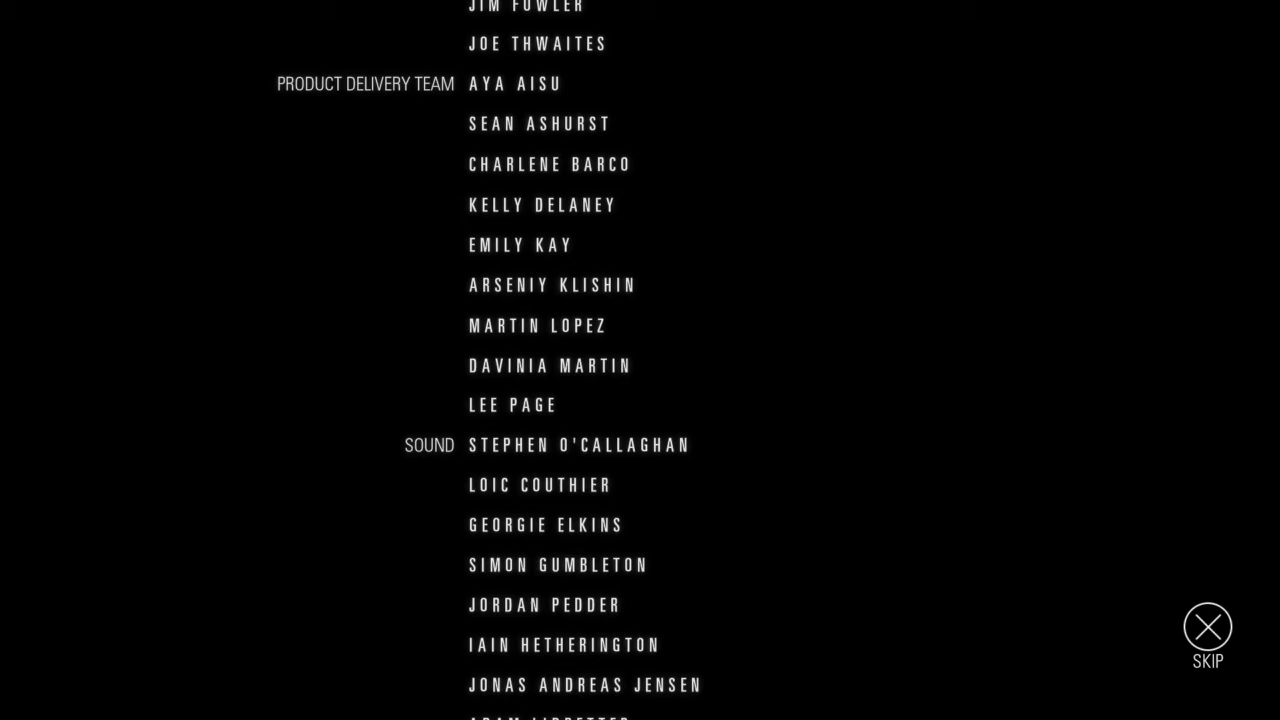 JIM FOWLER
JOE THWAITES
PRODUCT DELIVERY TEAM AYA AISU
SEAN ASHURST
CHARLENE BARCO
KELLY DELANEY
EMILY KAY
ARSENIY KLISHIN
MARTIN LOPEZ
DAVINIA MARTIN
LEE PAGE
SOUND STEPHEN O'CALLAGHAN
LOIC COUTHIER
GEORGIE ELKINS
SIMON GUMBLETON
JORDAN PEDDER
IAIN HETHERINGTON
SKIP
JONAS ANDREAS JENSEN